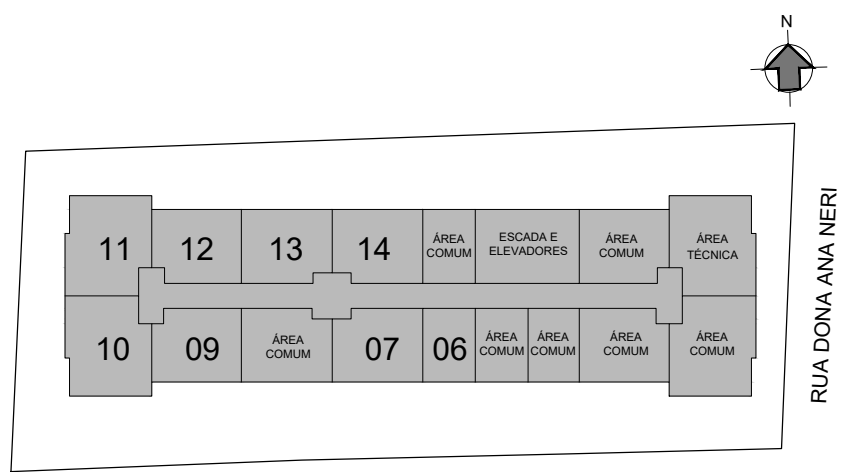 N
11
12
13
14
ÁREA
COMUM
ESCADA E
ELEVADORES
ÁREA
COMUM
ÁREA
TÉCNICA
10
09
ÁREA
COMUM
07
06
ÁREA
COMUM
ÁREA
COMUM
ÁREA
COMUM
ÁREA
COMUM
RUA DONA ANA NERI